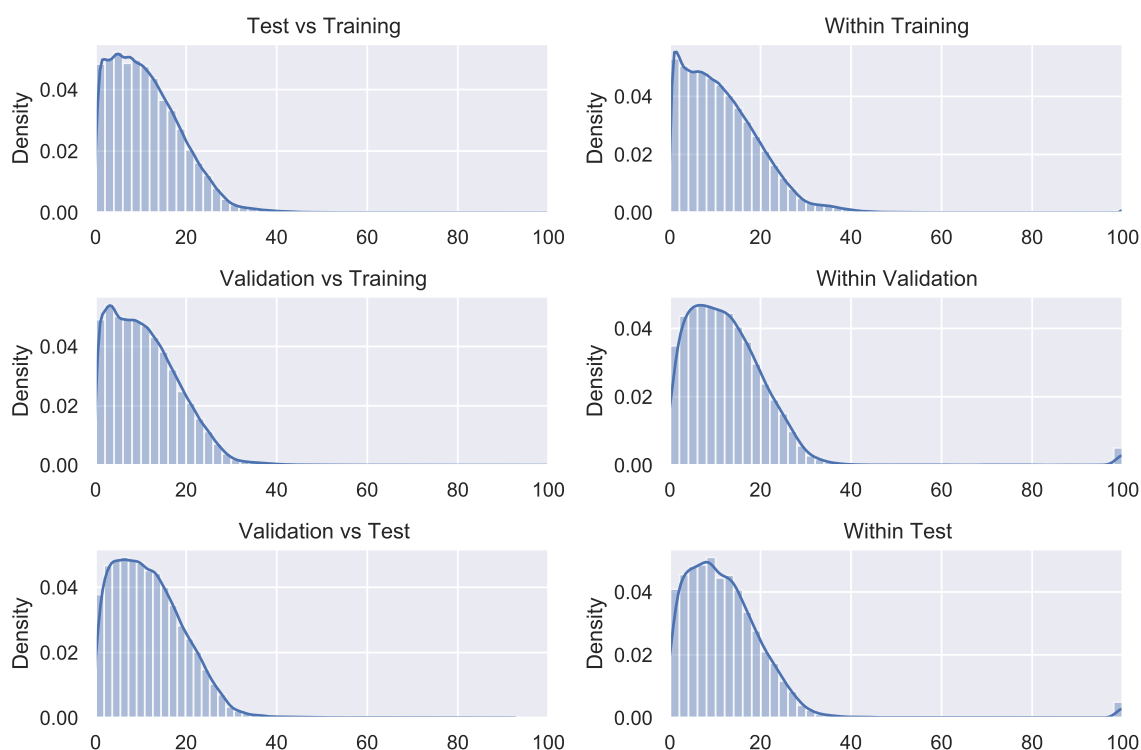 Test vs Training
Density
0.04
0.02
0.00
0 20 40 60 80 100
Within Training
Density
0.04
0.02
0.00
0 20 40 60 80 100
Validation vs Training
Density
0.04
0.02
0.00
0 20 40 60 80 100
Within Validation
Density
0.04
0.02
0.00
0 20 40 60 80 100
Validation vs Test
Density
0.04
0.02
0.00
0 20 40 60 80 100
Within Test
Density
0.04
0.02
0.00
0 20 40 60 80 100